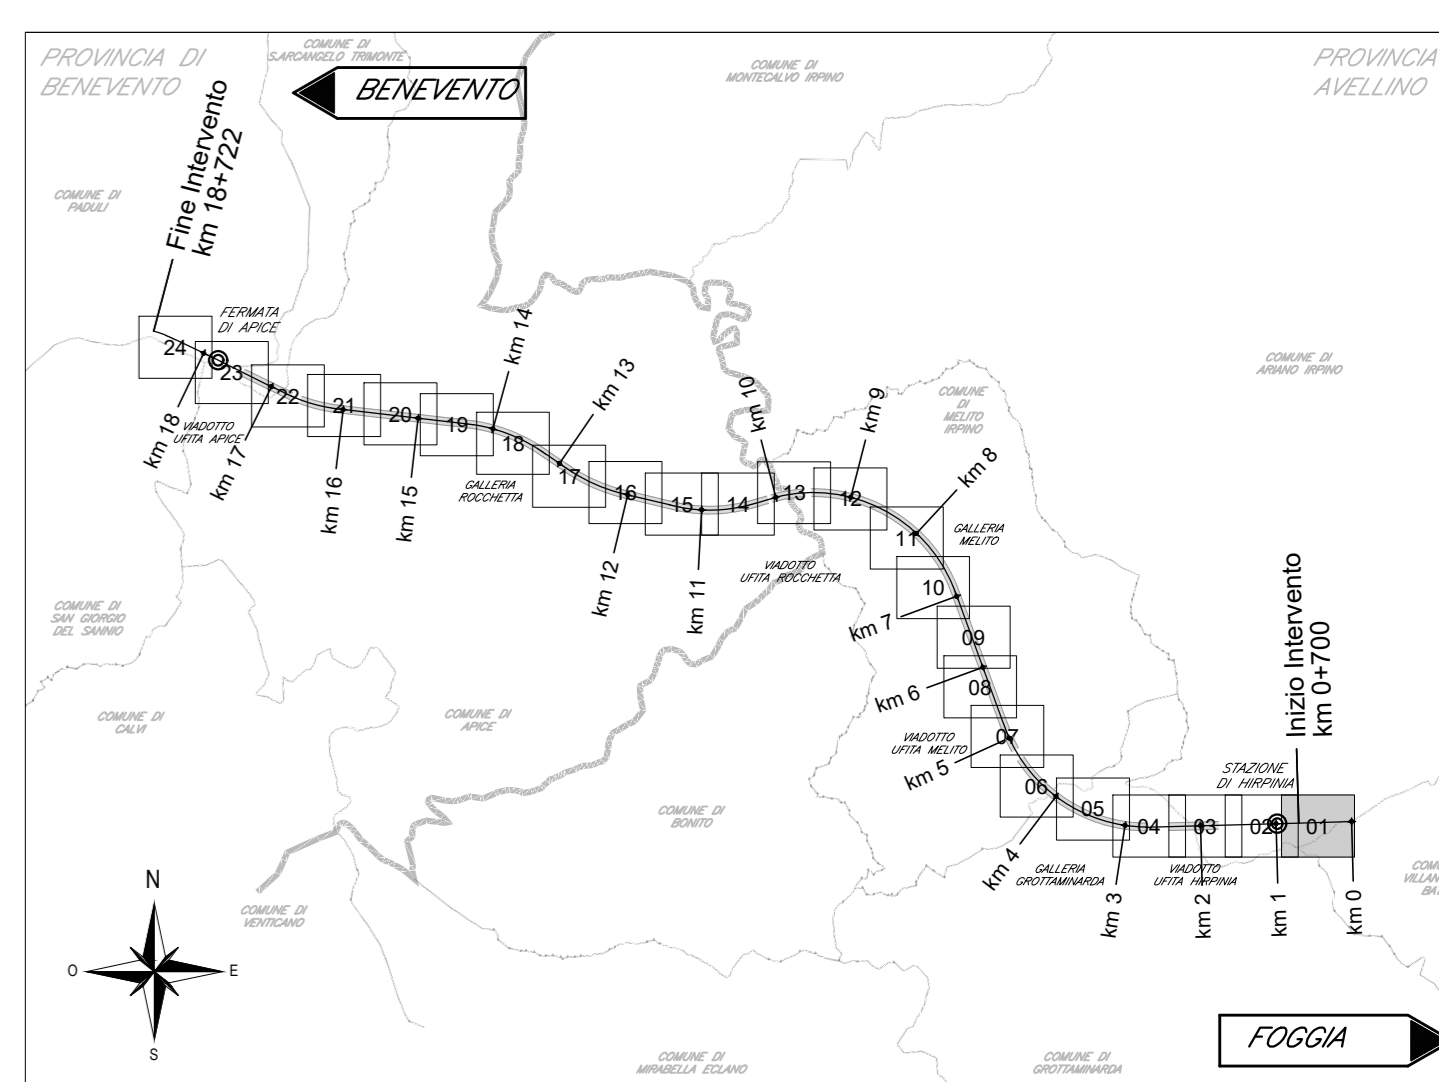 PROVINCIA DI
BENEVENTO
COMUNE DI
S.ARCANGELO TRIMONTE
BENEVENTO
COMUNE DI
MONTECALVO IRPINO
PROVINCIA
AVELLINO
Fine Intervento
km 18+722
COMUNE DI
PADULI
FERMATA
DI APICE
24
23
22
21
20
19
18
17
16
15
14
13
12
11
10
09
08
07
06
05
04
03
02
01
km 18
km 17
km 16
km 15
km 14
km 13
km 12
km 11
km 10
km 9
km 8
km 7
km 6
km 5
km 4
km 3
km 2
km 1
km 0
VIADOTTO
UFITA APICE
GALLERIA
ROCCHETTA
VIADOTTO
UFITA ROCCHETTA
COMUNE
DI
MELITO
IRPINO
COMUNE DI
ARIANO IRPINO
GALLERIA
MELITO
VIADOTTO
UFITA MELITO
Inizio Intervento
km 0+700
STAZIONE
DI HIRPINIA
GALLERIA
GROTTAMINARDA
VIADOTTO
UFITA HIRPINIA
COMUNE DI
SAN GIORGIO
DEL SANNIO
COMUNE DI
CALVI
COMUNE DI
APICE
COMUNE DI
BONITO
COMUNE DI
VENTICANO
COMUNE DI
MIRABELLA ECLANO
COMUNE DI
GROTTAMINARDA
COM
VILLAN
BA
N
O
E
S
FOGGIA